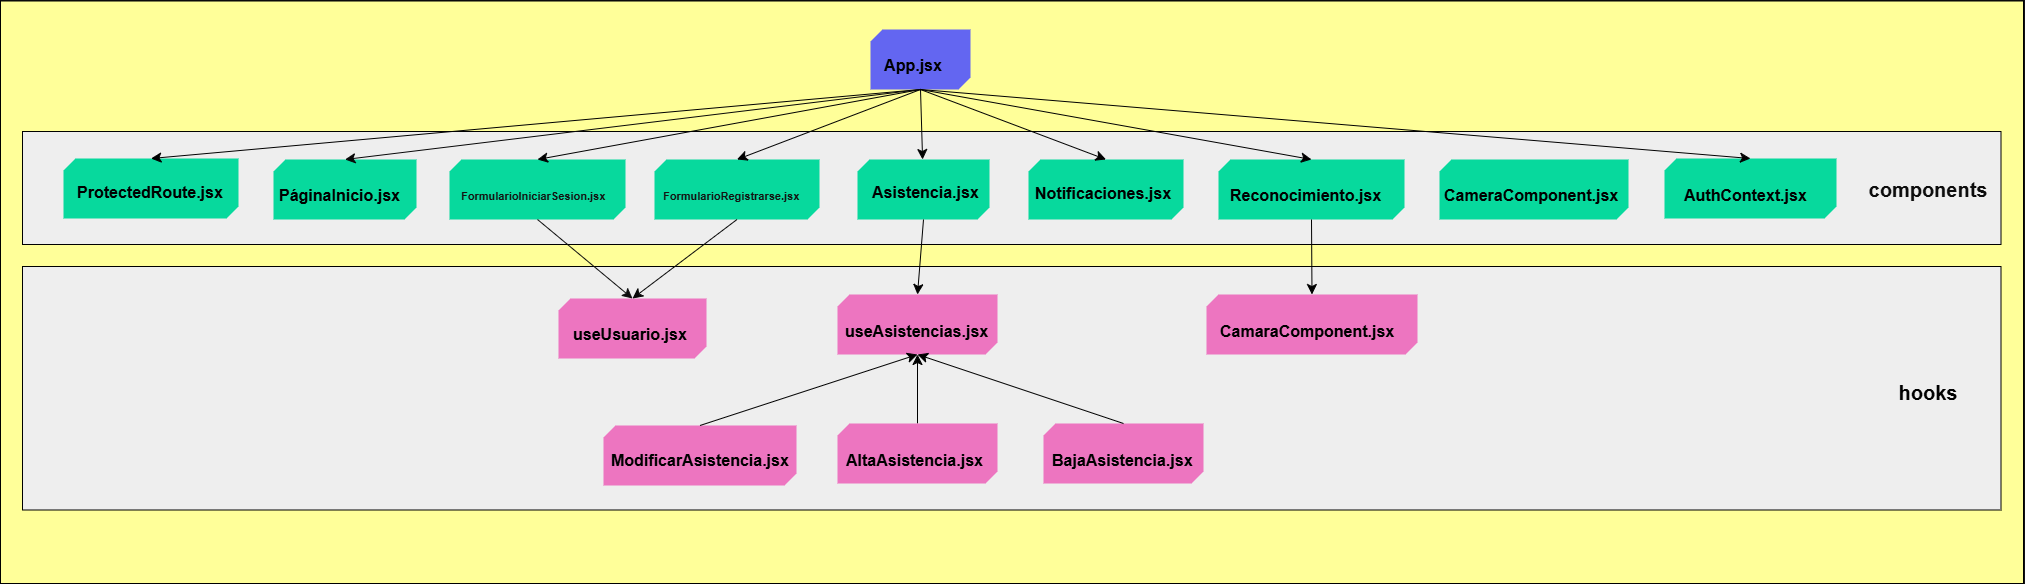 App.jsx
ProtectedRoute.jsx
PáginaInicio.jsx
FormularioIniciarSesion.jsx
FormularioRegistrarse.jsx
Asistencia.jsx
Notificaciones.jsx
Reconocimiento.jsx
CameraComponent.jsx
AuthContext.jsx
components
useUsuario.jsx
useAsistencias.jsx
CamaraComponent.jsx
hooks
ModificarAsistencia.jsx
AltaAsistencia.jsx
BajaAsistencia.jsx